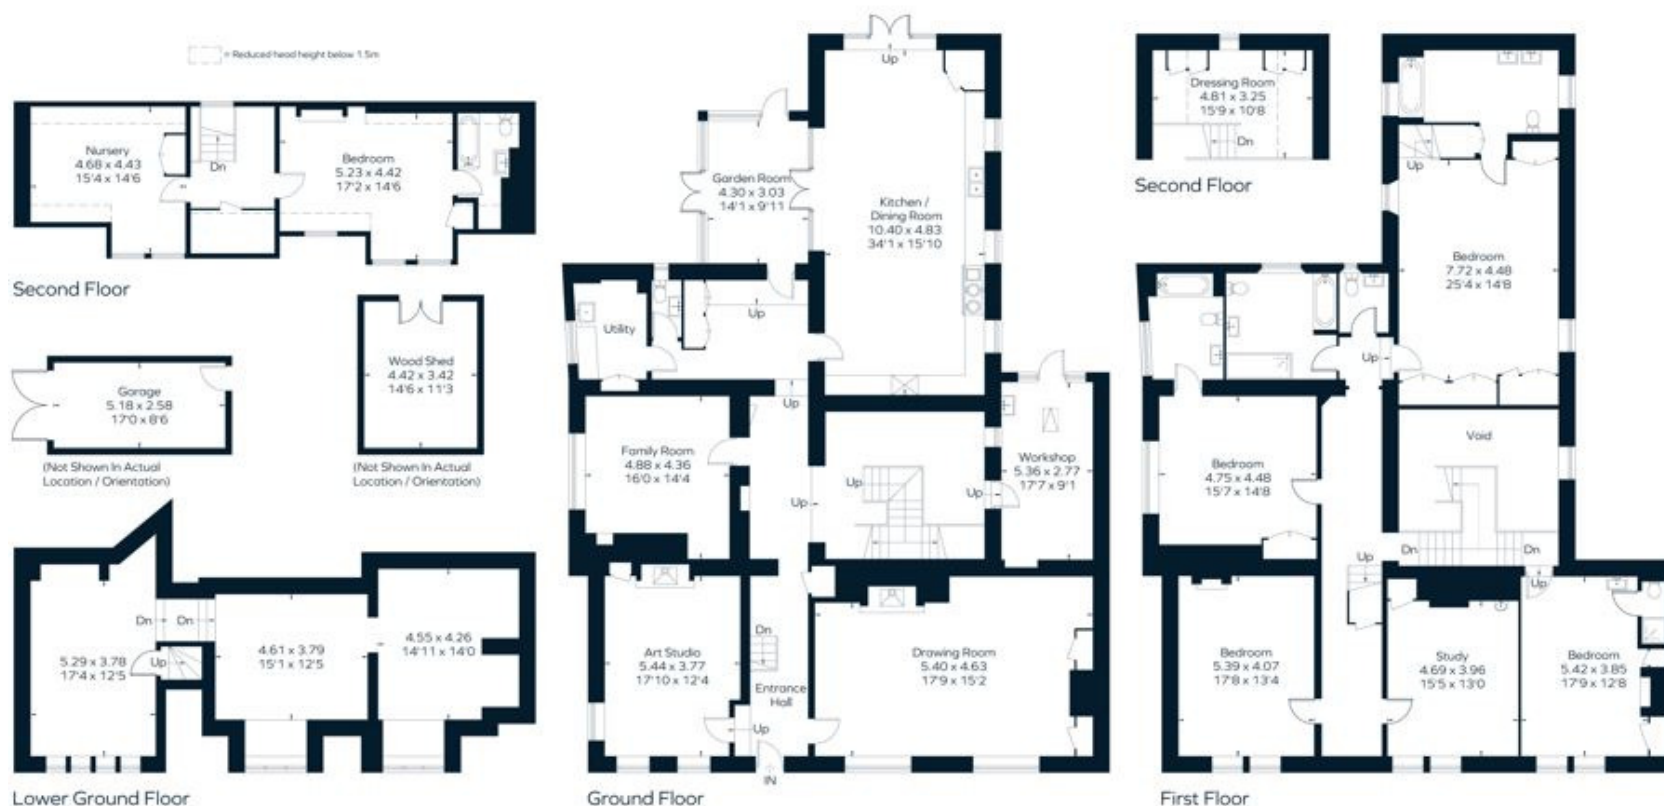 = Reduced head height below 1.5m
Nursery
4.68 x 4.43
15'4 x 14'6
Dn
Bedroom
5.23 x 4.42
17'2 x 14'6
Second Floor
Garage
5.18 x 2.58
17'0 x 8'6
(Not Shown In Actual
Location / Orientation)
Wood Shed
4.42 x 3.42
14'6 x 11'3
(Not Shown In Actual
Location / Orientation)
5.29 x 3.78
17'4 x 12'5
Dn
Dn
Up
4.61 x 3.79
15'1 x 12'5
4.55 x 4.26
14'11 x 14'0
Lower Ground Floor
Up
Garden Room
4.30 x 3.03
14'1 x 9'11
Kitchen /
Dining Room
10.40 x 4.83
34'1 x 15'10
Utility
Up
Up
Family Room
4.88 x 4.36
16'0 x 14'4
Up
Up
Up
Workshop
5.36 x 2.77
17'7 x 9'1
Art Studio
5.44 x 3.77
17'10 x 12'4
Dn
Entrance
Hall
Up
IN
Drawing Room
5.40 x 4.63
17'9 x 15'2
Ground Floor
Dressing Room
4.81 x 3.25
15'9 x 10'8
Dn
Second Floor
Up
Bedroom
7.72 x 4.48
25'4 x 14'8
Up
Void
Bedroom
4.75 x 4.48
15'7 x 14'8
Up
Dn
Dn
Up
Bedroom
5.39 x 4.07
17'8 x 13'4
Study
4.69 x 3.96
15'5 x 13'0
Bedroom
5.42 x 3.85
17'9 x 12'8
First Floor